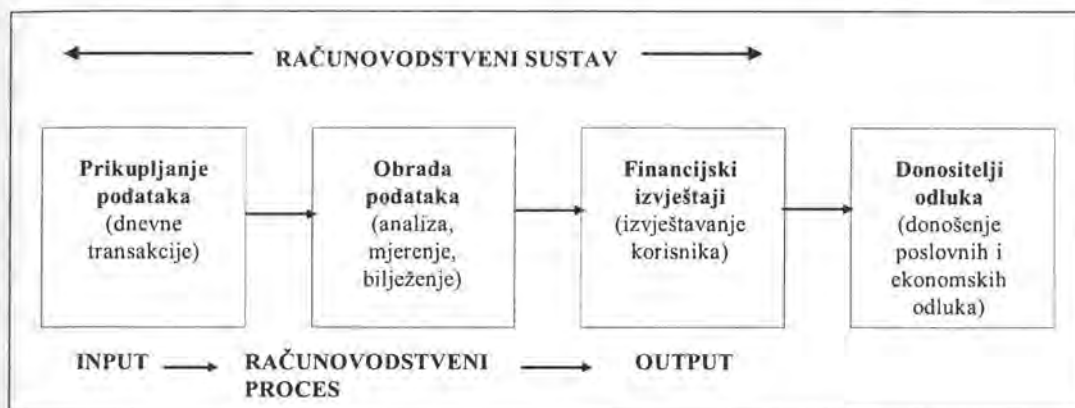 RAČUNOVODSTVENI SUSTAV
Prikupljanje
podataka
(dnevne
transakcije)
Obrada
podataka
(analiza,
mjerenje,
bilježenje)
Financijski
izvještaji
(izvještavanje
korisnika)
Donositelji
odluka
(donošenje
poslovnih i
ekonomskih
odluka)
INPUT
RAČUNOVODSTVENI
PROCES
OUTPUT